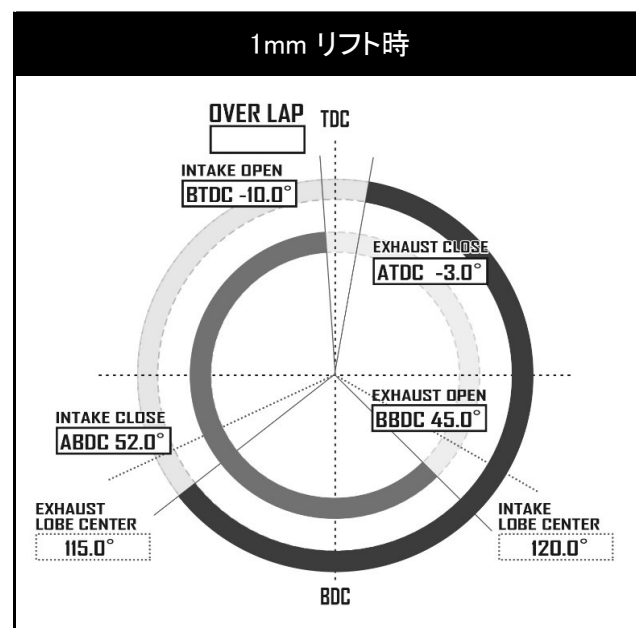 1mm リフト時
OVER LAP
TDC
INTAKE OPEN
BTDC -10.0°
EXHAUST CLOSE
ATDC -3.0°
EXHAUST OPEN
BBDC 45.0°
INTAKE CLOSE
ABDC 52.0°
EXHAUST
LOBE CENTER
115.0°
INTAKE
LOBE CENTER
120.0°
BDC